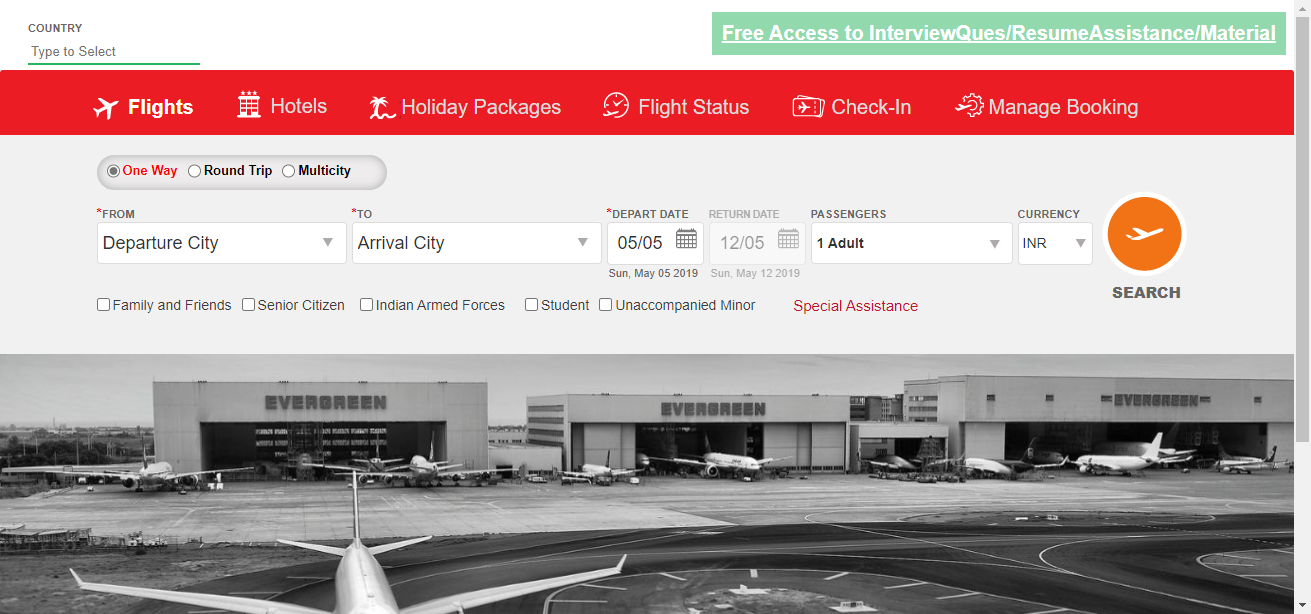 COUNTRY
Type to Select
Free Access to InterviewQues/ResumeAssistance/Material
Flights Hotels Holiday Packages Flight Status Check-In Manage Booking
One Way Round Trip Multicity
*FROM *TO *DEPART DATE RETURN DATE PASSENGERS CURRENCY
Departure City Arrival City 05/05 12/05 1 Adult INR
Sun, May 05 2019 Sun, May 12 2019
SEARCH
Family and Friends Senior Citizen Indian Armed Forces Student Unaccompanied Minor Special Assistance
EVERGREEN EVERGREEN EVERGREEN